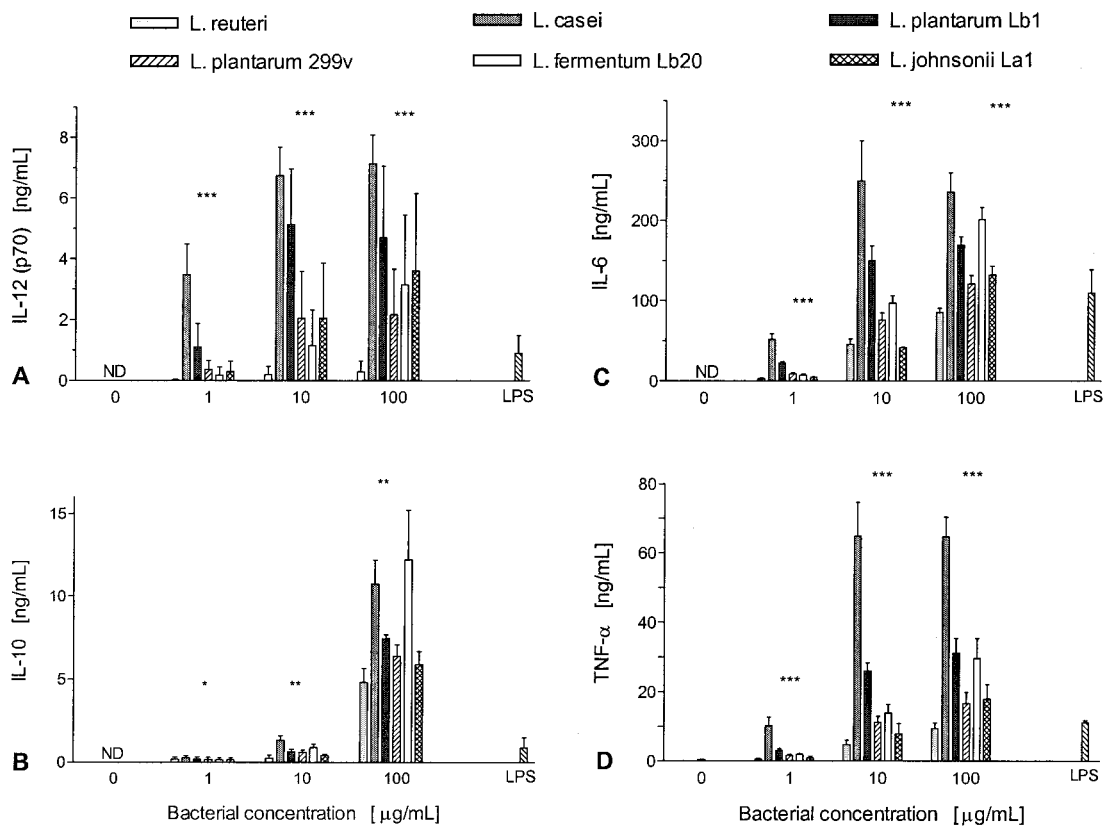 L. reuteri L. casei L. plantarum Lb1
L. plantarum 299v L. fermentum Lb20 L. johnsonii La1
A
IL-12 (p70) [ng/mL]
8
6
4
2
0
ND
***
***
***
0 1 10 100 LPS
C
IL-6 [ng/mL]
300
250
200
150
100
50
0
ND
***
***
***
0 1 10 100 LPS
B
IL-10 [ng/mL]
15
10
5
0
ND
*
**
**
0 1 10 100 LPS
Bacterial concentration [ µg/mL]
D
TNF-α [ng/mL]
80
60
40
20
0
***
***
***
0 1 10 100 LPS
Bacterial concentration [ µg/mL]